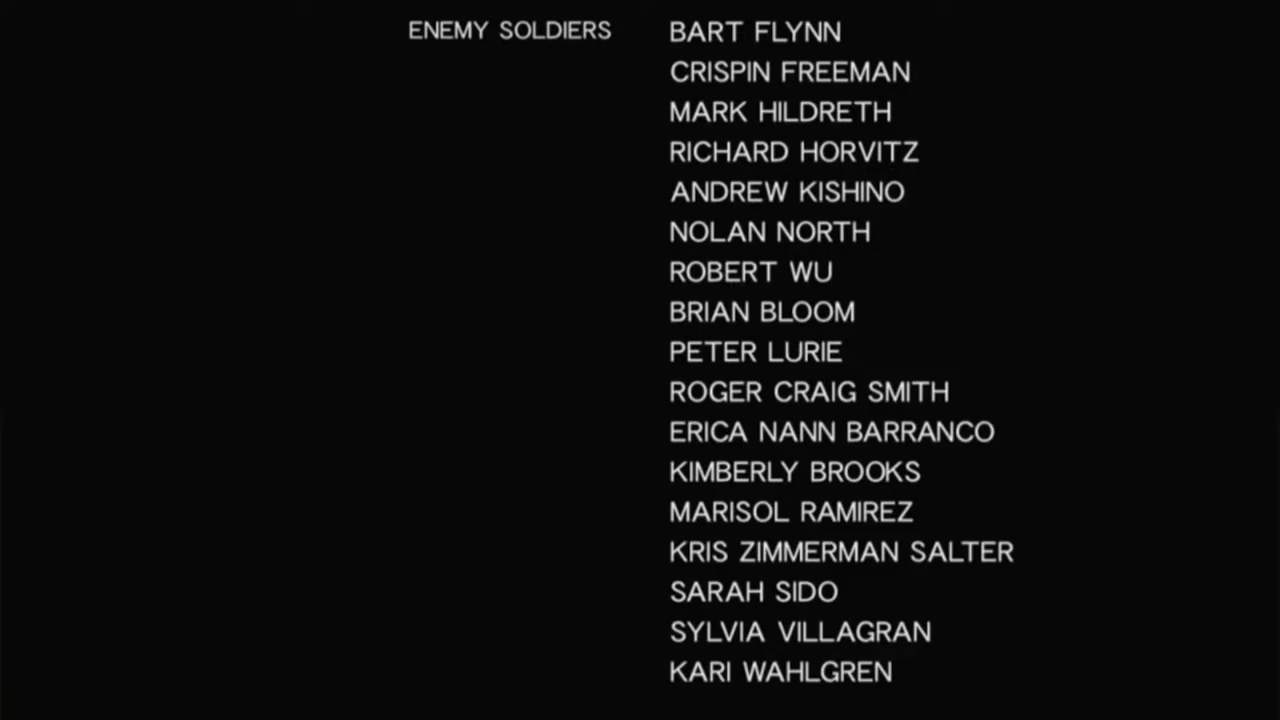 ENEMY SOLDIERS BART FLYNN
CRISPIN FREEMAN
MARK HILDRETH
RICHARD HORVITZ
ANDREW KISHINO
NOLAN NORTH
ROBERT WU
BRIAN BLOOM
PETER LURIE
ROGER CRAIG SMITH
ERICA NANN BARRANCO
KIMBERLY BROOKS
MARISOL RAMIREZ
KRIS ZIMMERMAN SALTER
SARAH SIDO
SYLVIA VILLAGRAN
KARI WAHLGREN